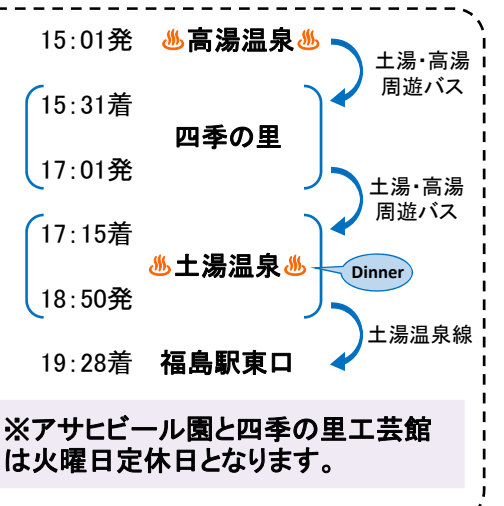 15:01発 ♨高湯温泉♨
土湯・高湯
周遊バス
15:31着
四季の里
17:01発
土湯・高湯
周遊バス
17:15着
♨土湯温泉♨
Dinner
18:50発
土湯温泉線
19:28着 福島駅東口
※アサヒビール園と四季の里工芸館
は火曜日定休日となります。